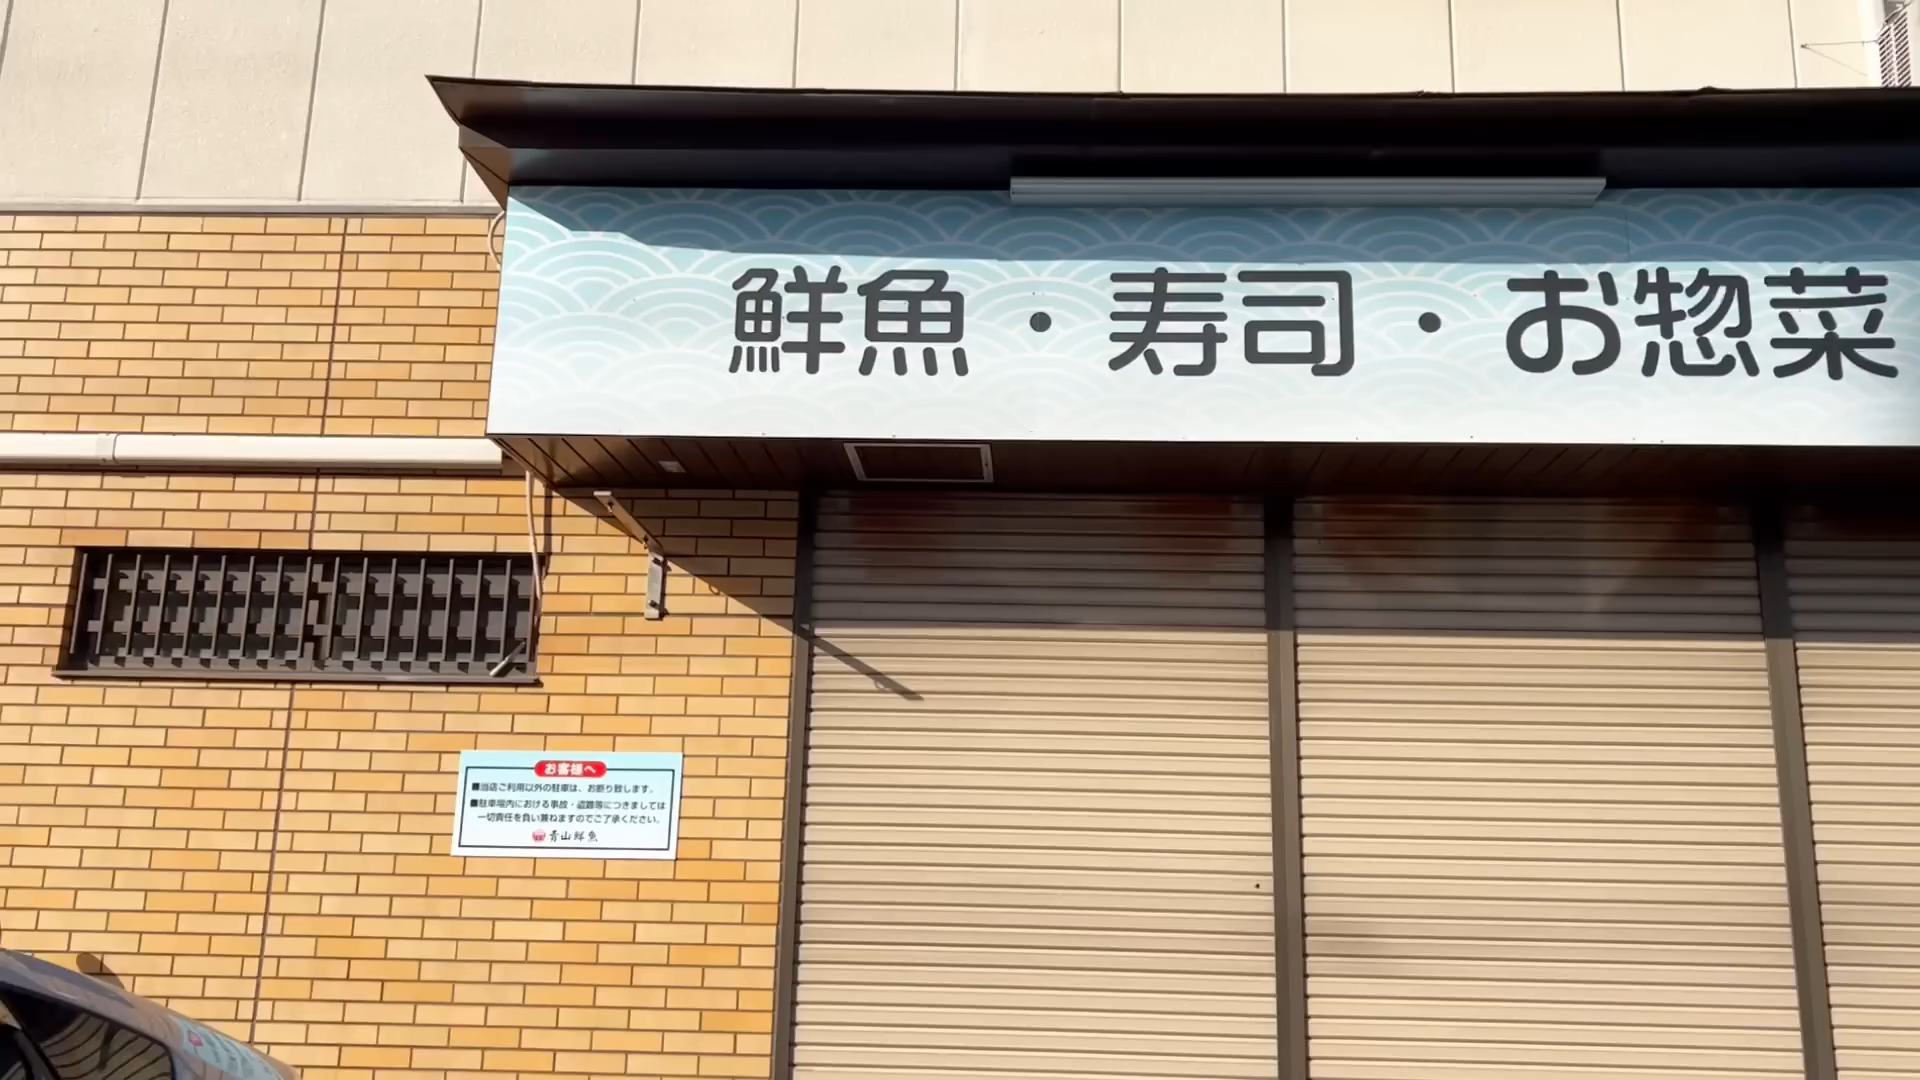 鮮魚・寿司・お惣菜
お客様へ
■当店ご利用以外の駐車は、お断り致します。
■駐車場内における事故・盗難等につきましては
一切責任を負い兼ねますのでご了承ください。
青山鮮魚